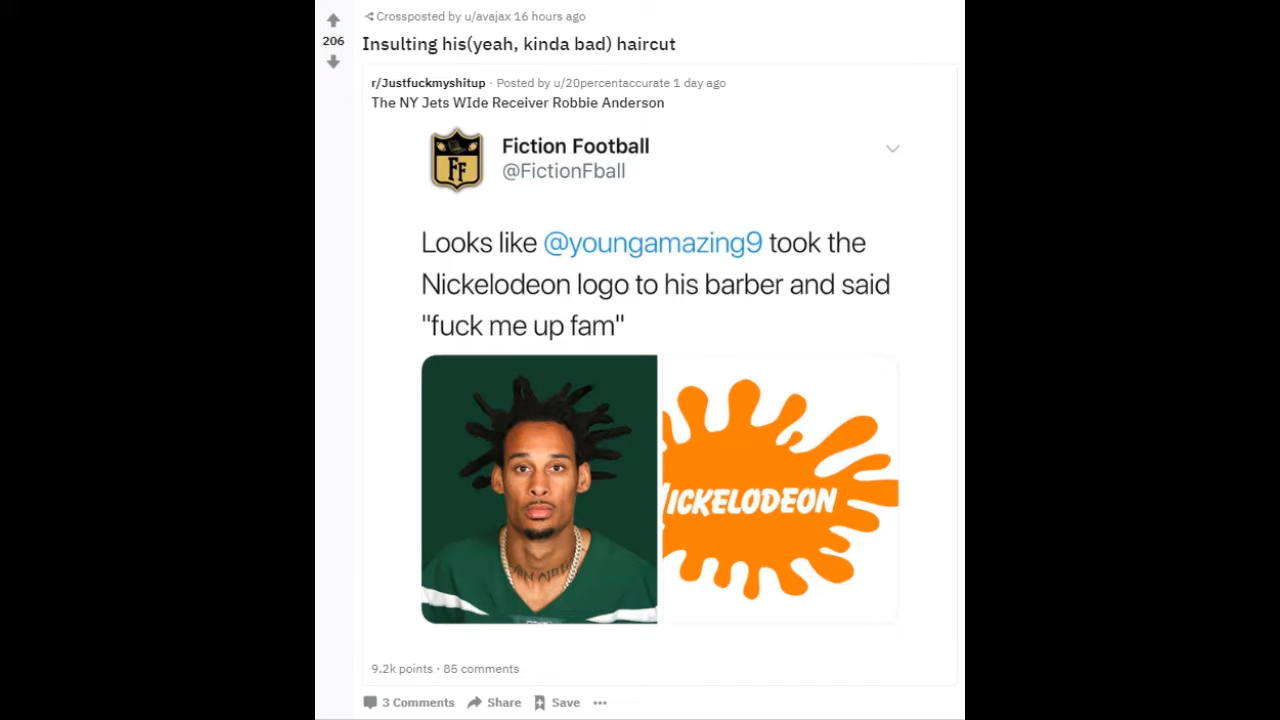 Crossposted by u/avajax 16 hours ago
206
Insulting his(yeah, kinda bad) haircut
r/Justfuckmyshitup · Posted by u/20percentaccurate 1 day ago
The NY Jets WIde Receiver Robbie Anderson
FF
Fiction Football
@FictionFball
Looks like @youngamazing9 took the
Nickelodeon logo to his barber and said
"fuck me up fam"
NICKELODEON
9.2k points · 85 comments
3 Comments Share Save ···